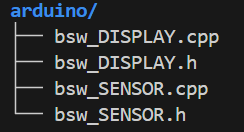 arduino/
├── bsw_DISPLAY.cpp
├── bsw_DISPLAY.h
├── bsw_SENSOR.cpp
└── bsw_SENSOR.h